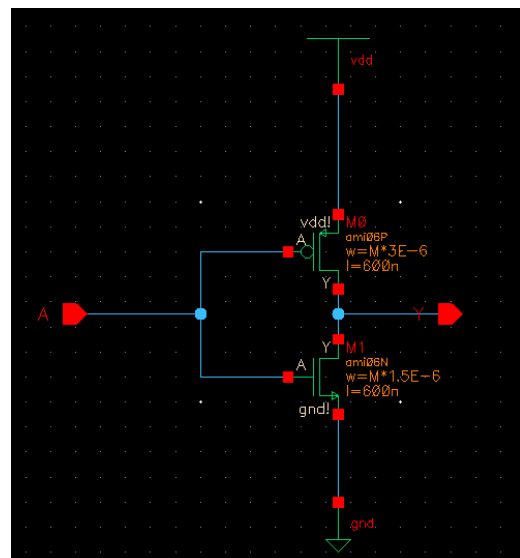 vdd
vdd!
M0
A
ami06P
w=M*3E-6
l=600n
Y
A
Y
Y
M1
A
ami06N
w=M*1.5E-6
l=600n
gnd!
gnd